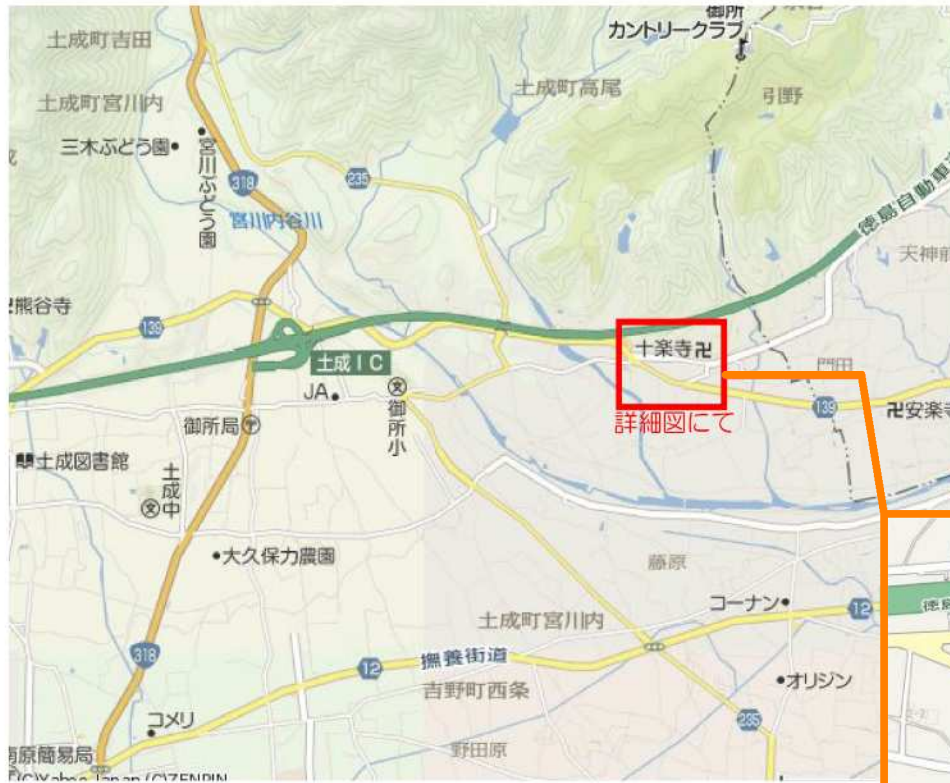 御所
カントリークラブ
土成町吉田
土成町高尾
引野
土成町宮川内
三木ぶどう園
宮川ぶどう園
318
235
宮川内谷川
徳島自動車
天神前
熊谷寺
139
土成IC
十楽寺
門田
JA
御所小
詳細図にて
139
安楽寺
御所局
土成図書館
土成中
大久保力農園
藤原
コーナン
12
徳島
土成町宮川内
318
12
撫養街道
オリジン
吉野町西条
235
コメリ
野田原
原簡易局
(C)Yahoo Japan (C)ZENRIN